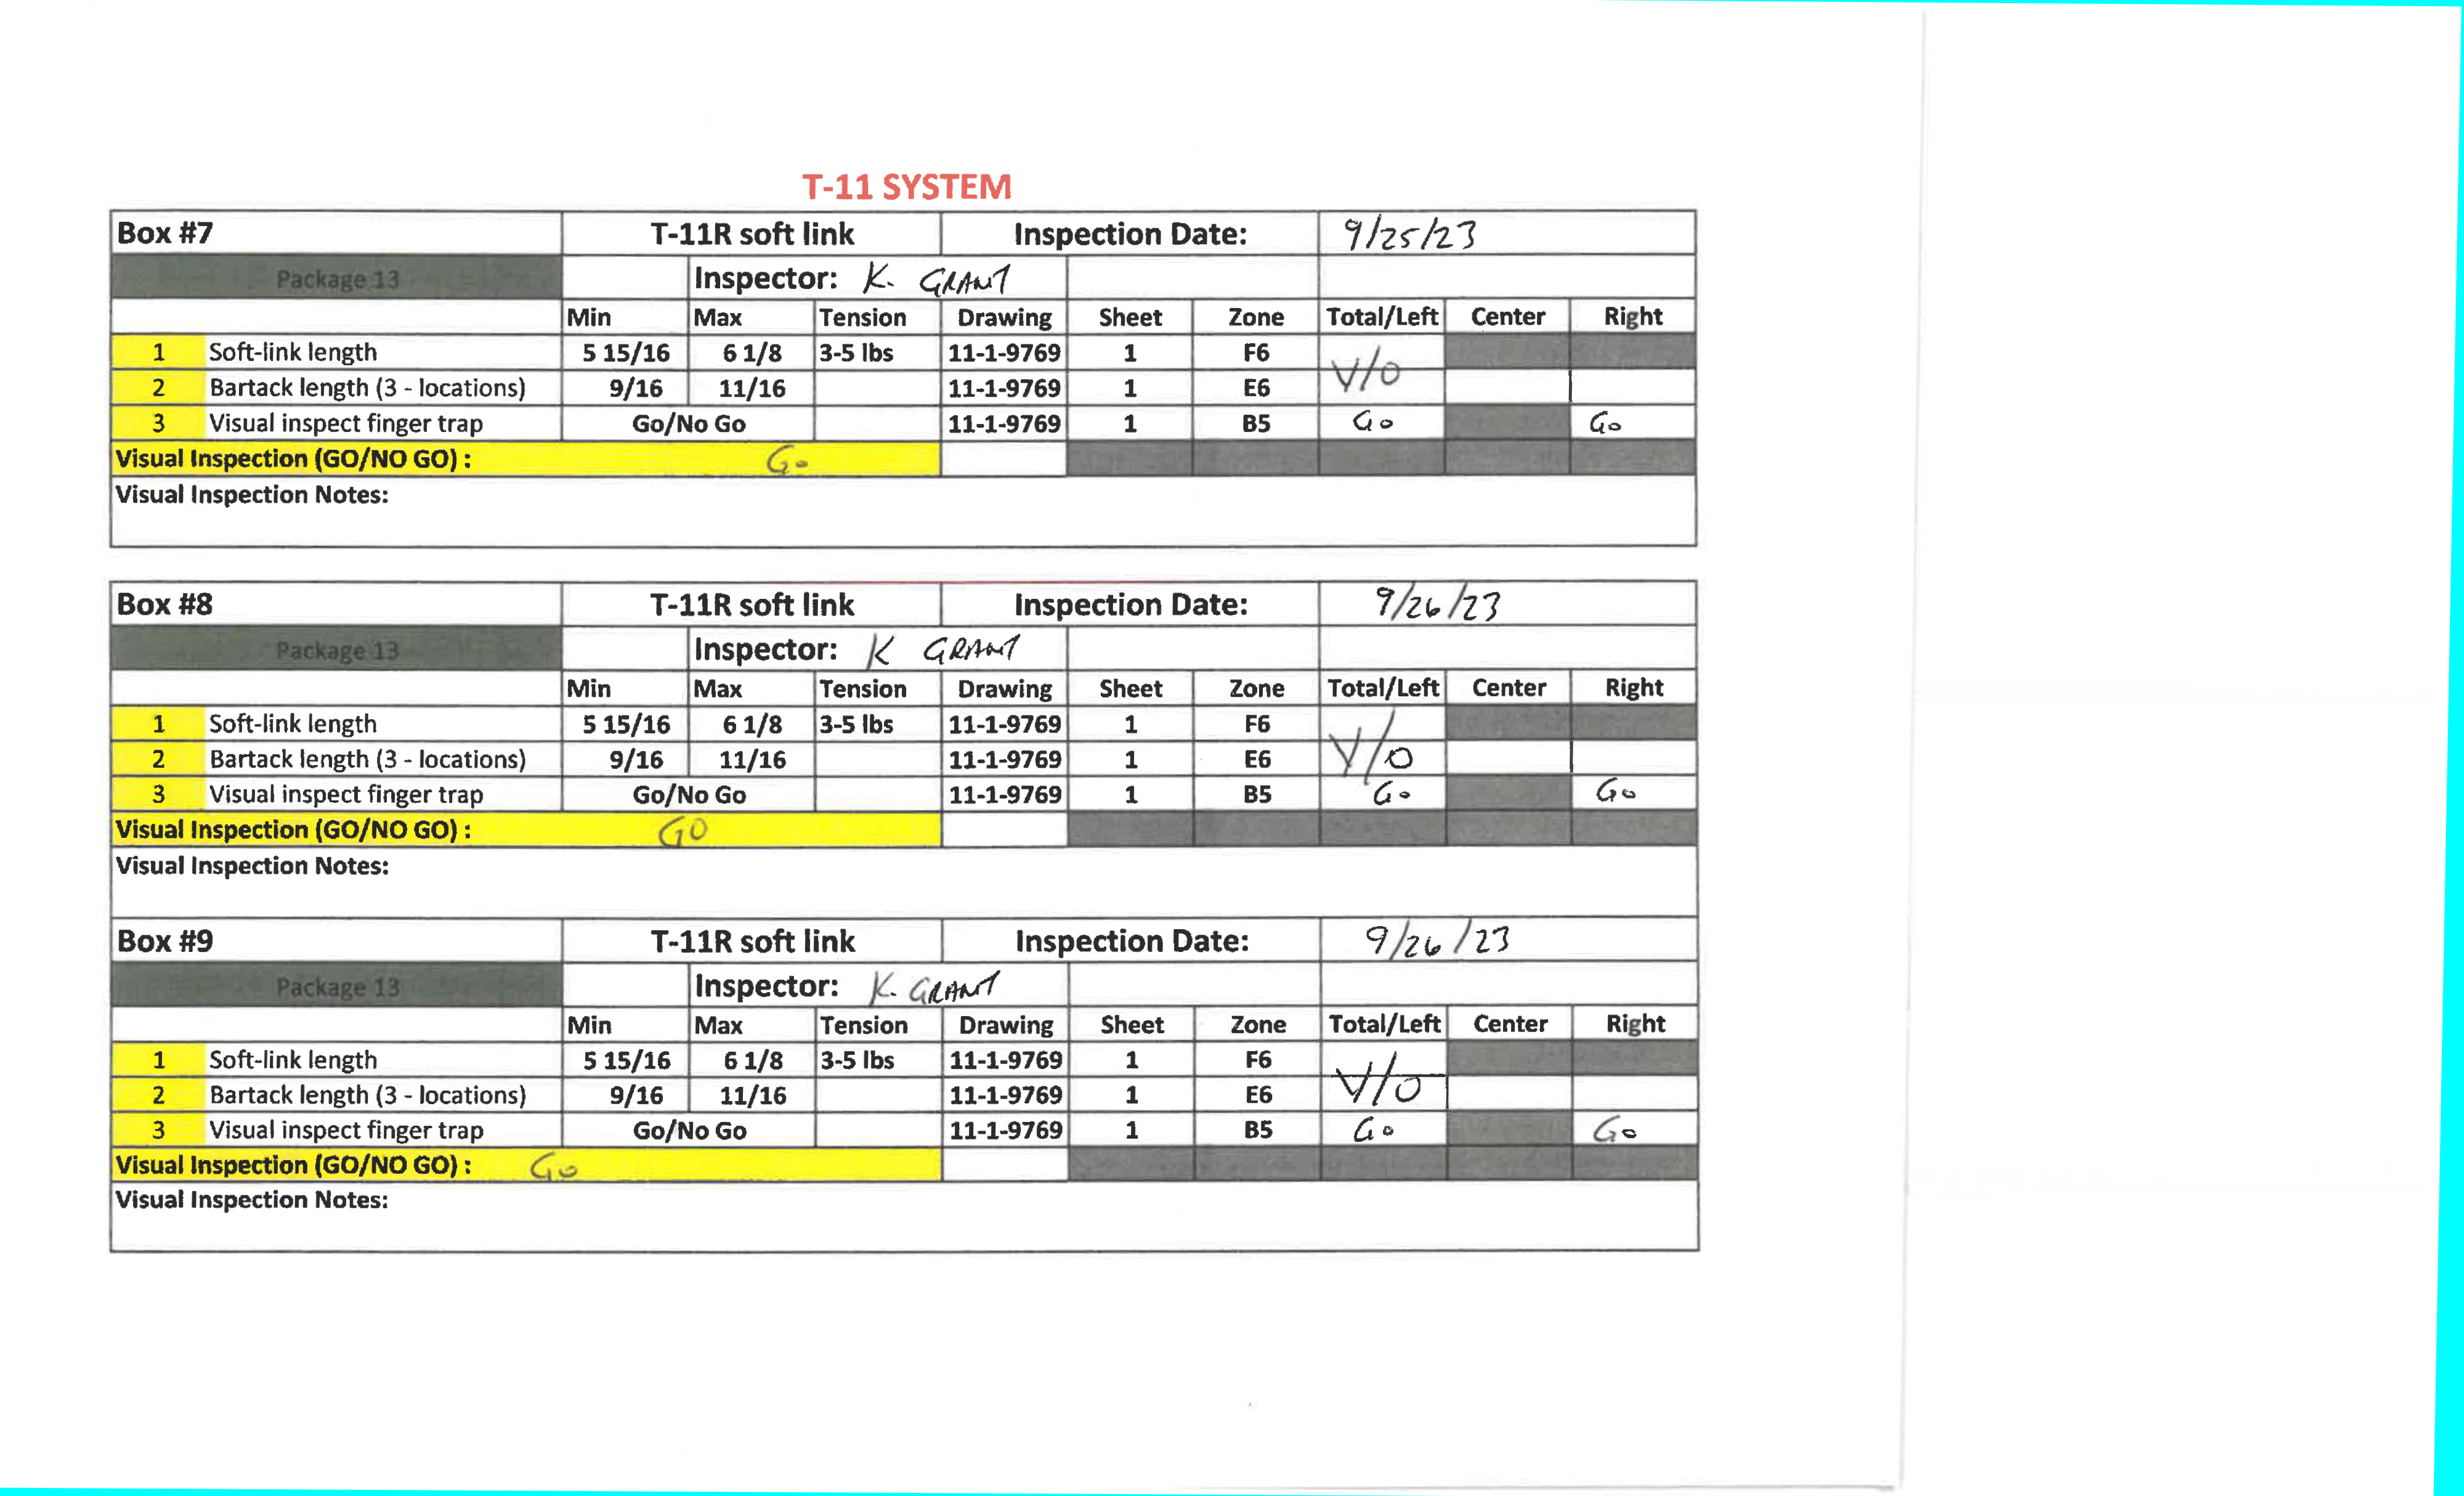 T-11 SYSTEM
Box #7 T-11R soft link Inspection Date: 9/25/23
Package 13 Inspector: K. GRANT
Min Max Tension Drawing Sheet Zone Total/Left Center Right
1 Soft-link length 5 15/16 6 1/8 3-5 lbs 11-1-9769 1 F6
V/O
2 Bartack length (3 - locations) 9/16 11/16 11-1-9769 1 E6
3 Visual inspect finger trap Go/No Go 11-1-9769 1 B5 Go Go
Visual Inspection (GO/NO GO) : Go
Visual Inspection Notes:
Box #8 T-11R soft link Inspection Date: 9/26/23
Package 13 Inspector: K GRANT
Min Max Tension Drawing Sheet Zone Total/Left Center Right
1 Soft-link length 5 15/16 6 1/8 3-5 lbs 11-1-9769 1 F6
V/O
2 Bartack length (3 - locations) 9/16 11/16 11-1-9769 1 E6
3 Visual inspect finger trap Go/No Go 11-1-9769 1 B5 Go Go
Visual Inspection (GO/NO GO) : GO
Visual Inspection Notes:
Box #9 T-11R soft link Inspection Date: 9/26/23
Package 13 Inspector: K. GRANT
Min Max Tension Drawing Sheet Zone Total/Left Center Right
1 Soft-link length 5 15/16 6 1/8 3-5 lbs 11-1-9769 1 F6
V/O
2 Bartack length (3 - locations) 9/16 11/16 11-1-9769 1 E6
3 Visual inspect finger trap Go/No Go 11-1-9769 1 B5 Go Go
Visual Inspection (GO/NO GO) : Go
Visual Inspection Notes: